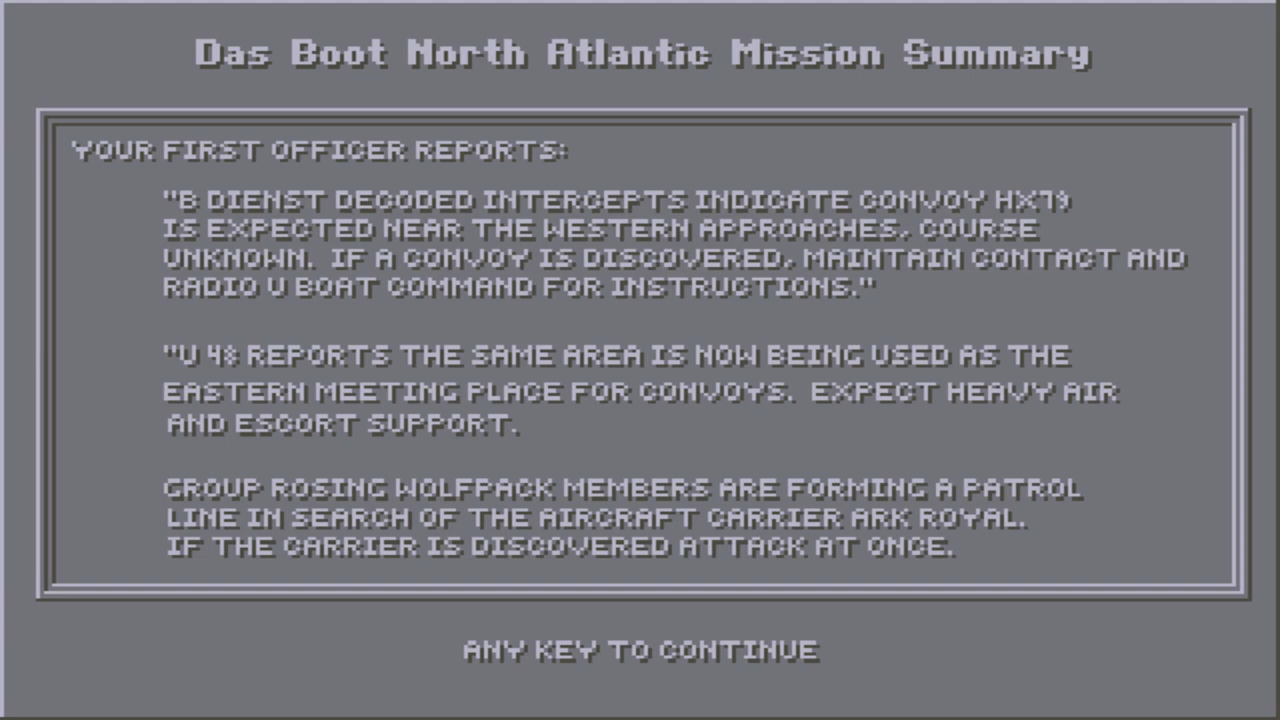 Das Boot North Atlantic Mission Summary
YOUR FIRST OFFICER REPORTS:
"B DIENST DECODED INTERCEPTS INDICATE CONVOY HX79
IS EXPECTED NEAR THE WESTERN APPROACHES, COURSE
UNKNOWN. IF A CONVOY IS DISCOVERED, MAINTAIN CONTACT AND
RADIO U BOAT COMMAND FOR INSTRUCTIONS."
"U 48 REPORTS THE SAME AREA IS NOW BEING USED AS THE
EASTERN MEETING PLACE FOR CONVOYS. EXPECT HEAVY AIR
AND ESCORT SUPPORT.
GROUP ROSING WOLFPACK MEMBERS ARE FORMING A PATROL
LINE IN SEARCH OF THE AIRCRAFT CARRIER ARK ROYAL.
IF THE CARRIER IS DISCOVERED ATTACK AT ONCE.
ANY KEY TO CONTINUE